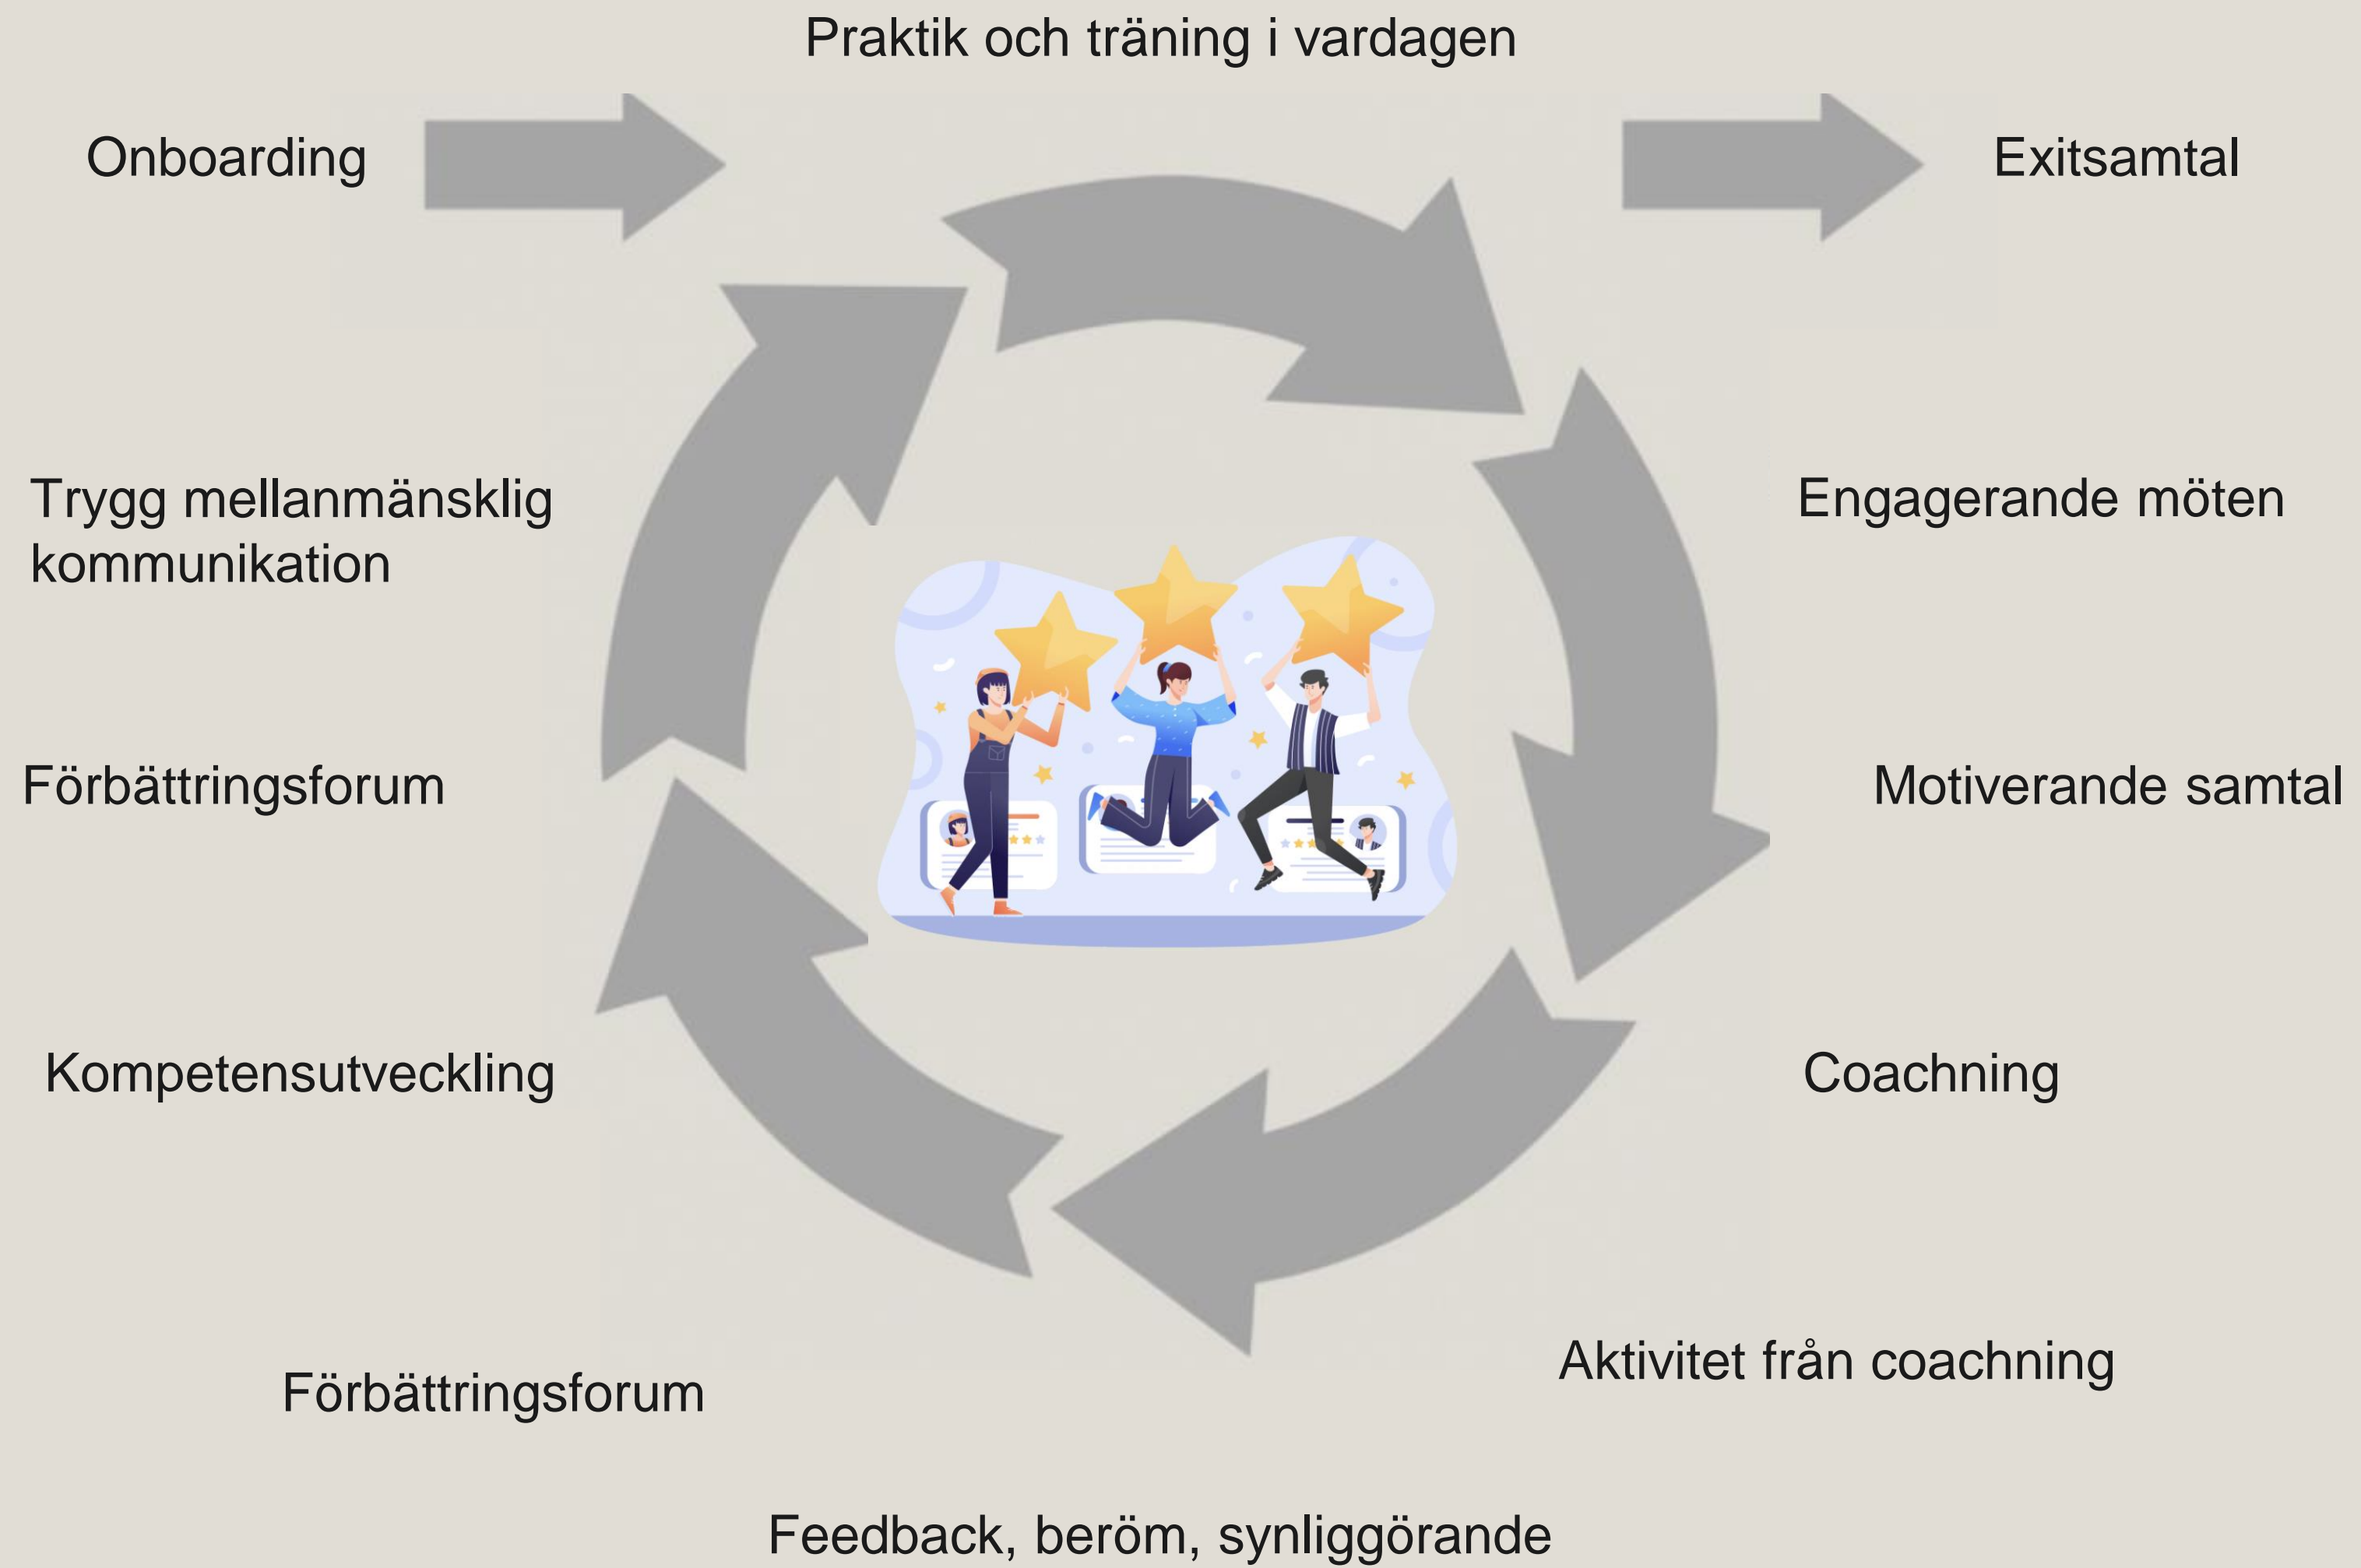 Praktik och träning i vardagen
Onboarding
Exitsamtal
Trygg mellanmänsklig
kommunikation
Engagerande möten
Förbättringsforum
Motiverande samtal
Kompetensutveckling
Coachning
Aktivitet från coachning
Förbättringsforum
Feedback, beröm, synliggörande